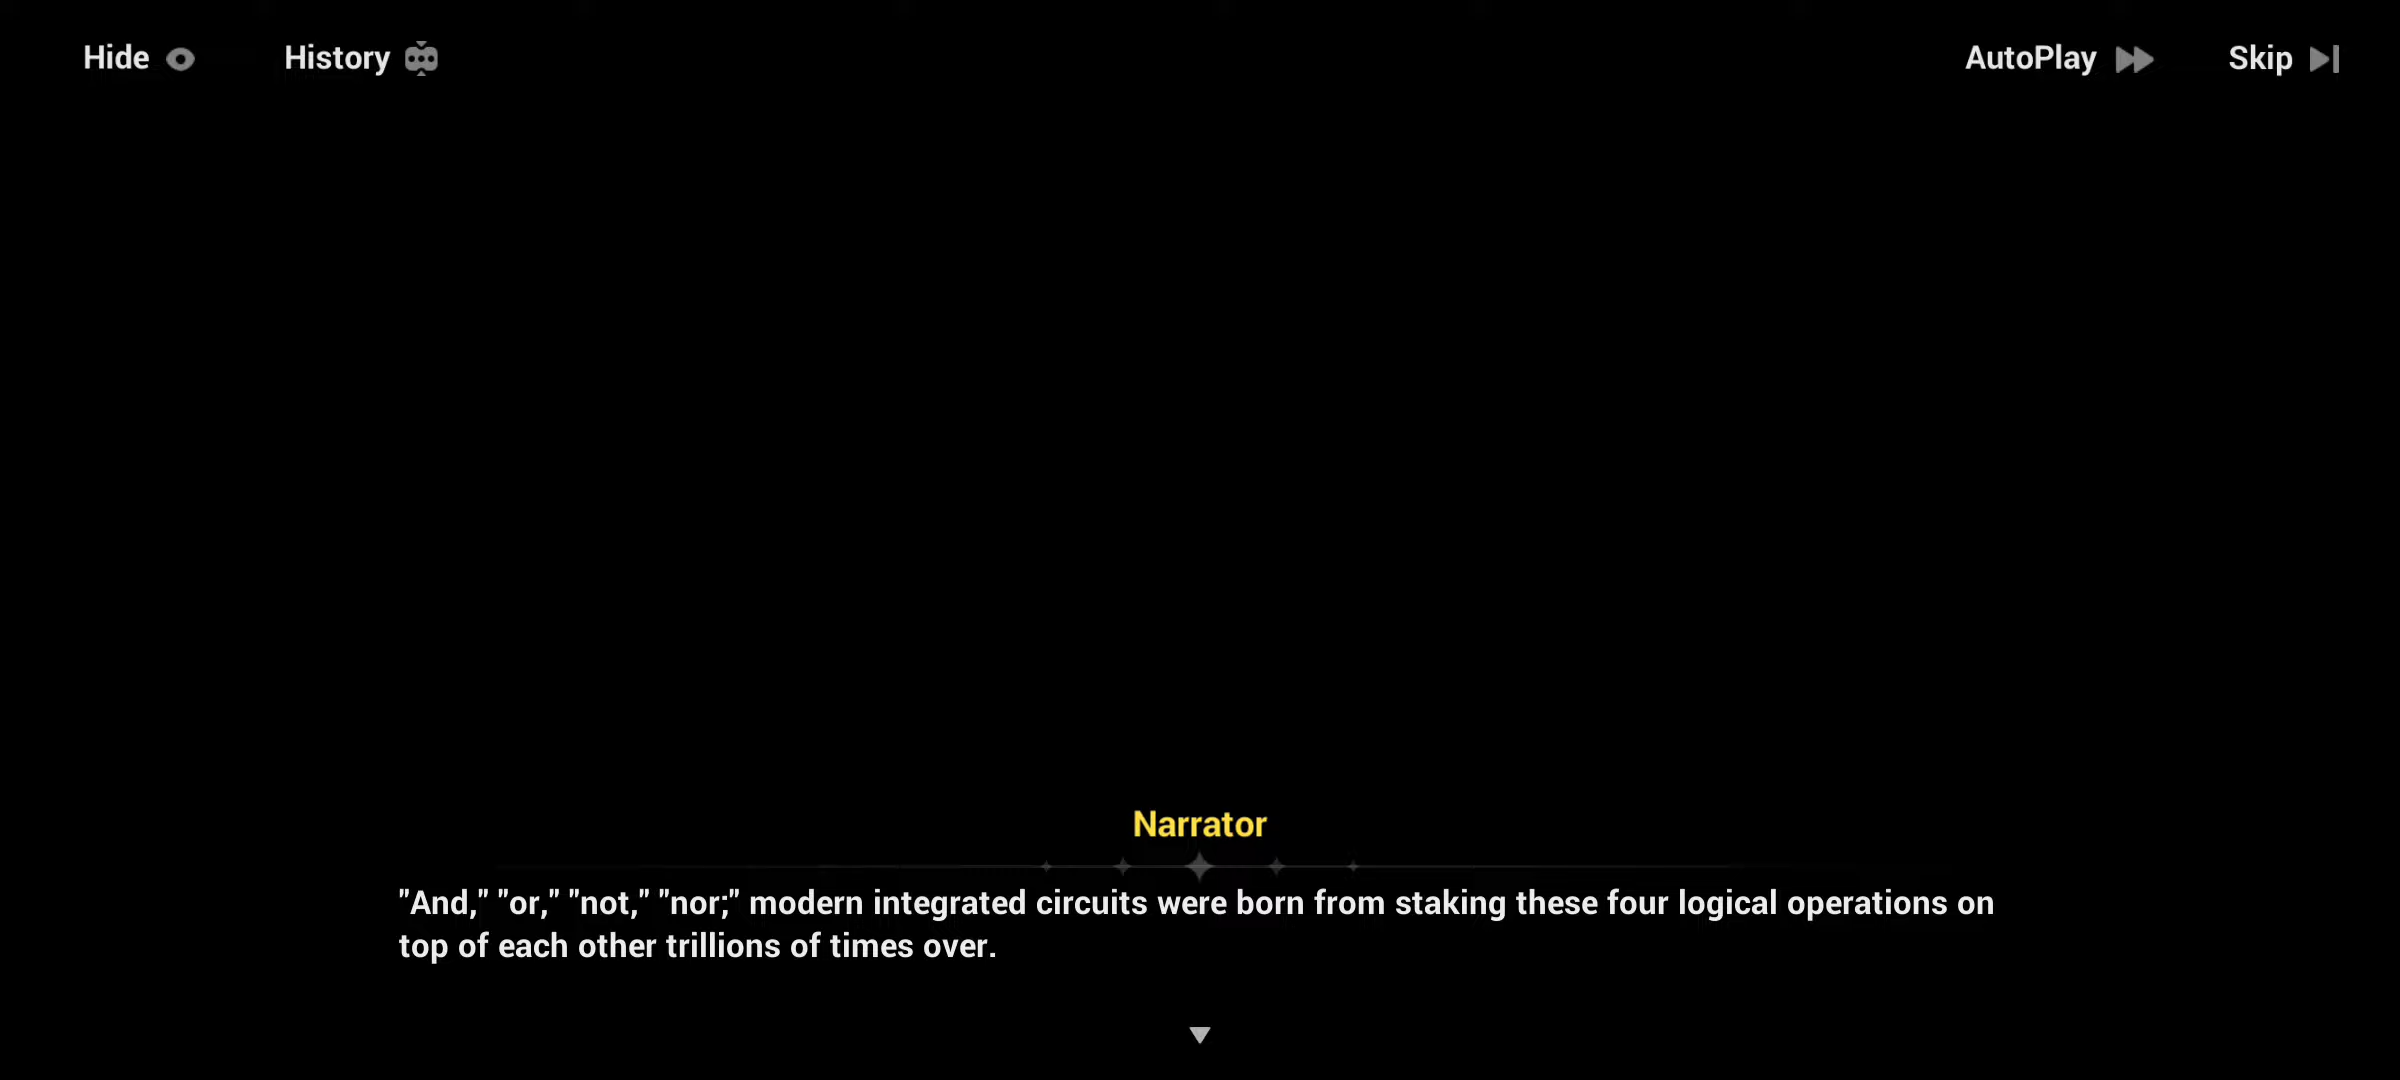 Hide History AutoPlay Skip
Narrator
"And," "or," "not," "nor;" modern integrated circuits were born from staking these four logical operations on
top of each other trillions of times over.